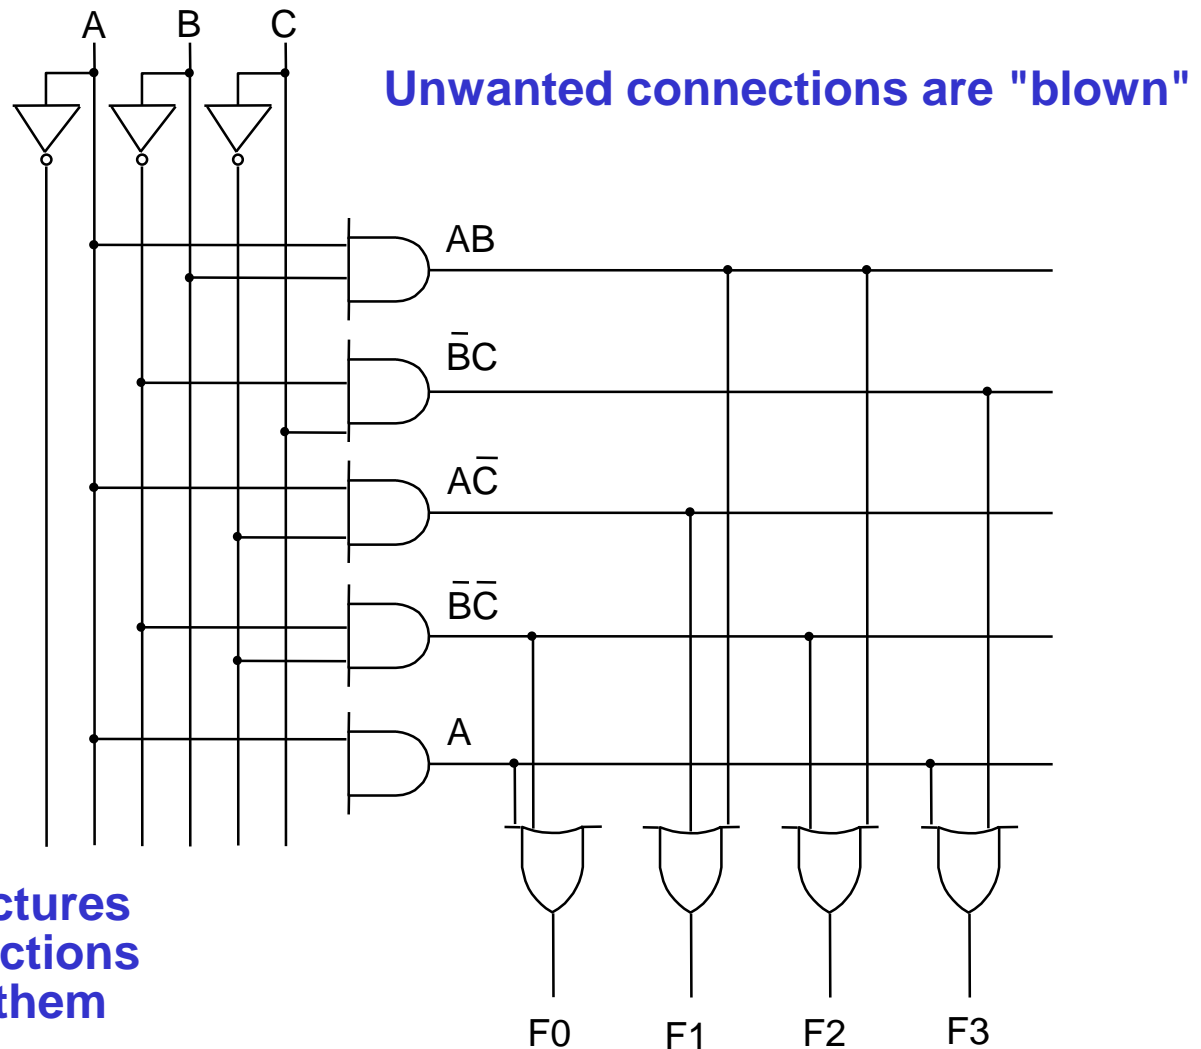 A B C
Unwanted connections are "blown"
AB
B̅C
AC̅
B̅C̅
A
ctures
ctions
them
F0 F1 F2 F3